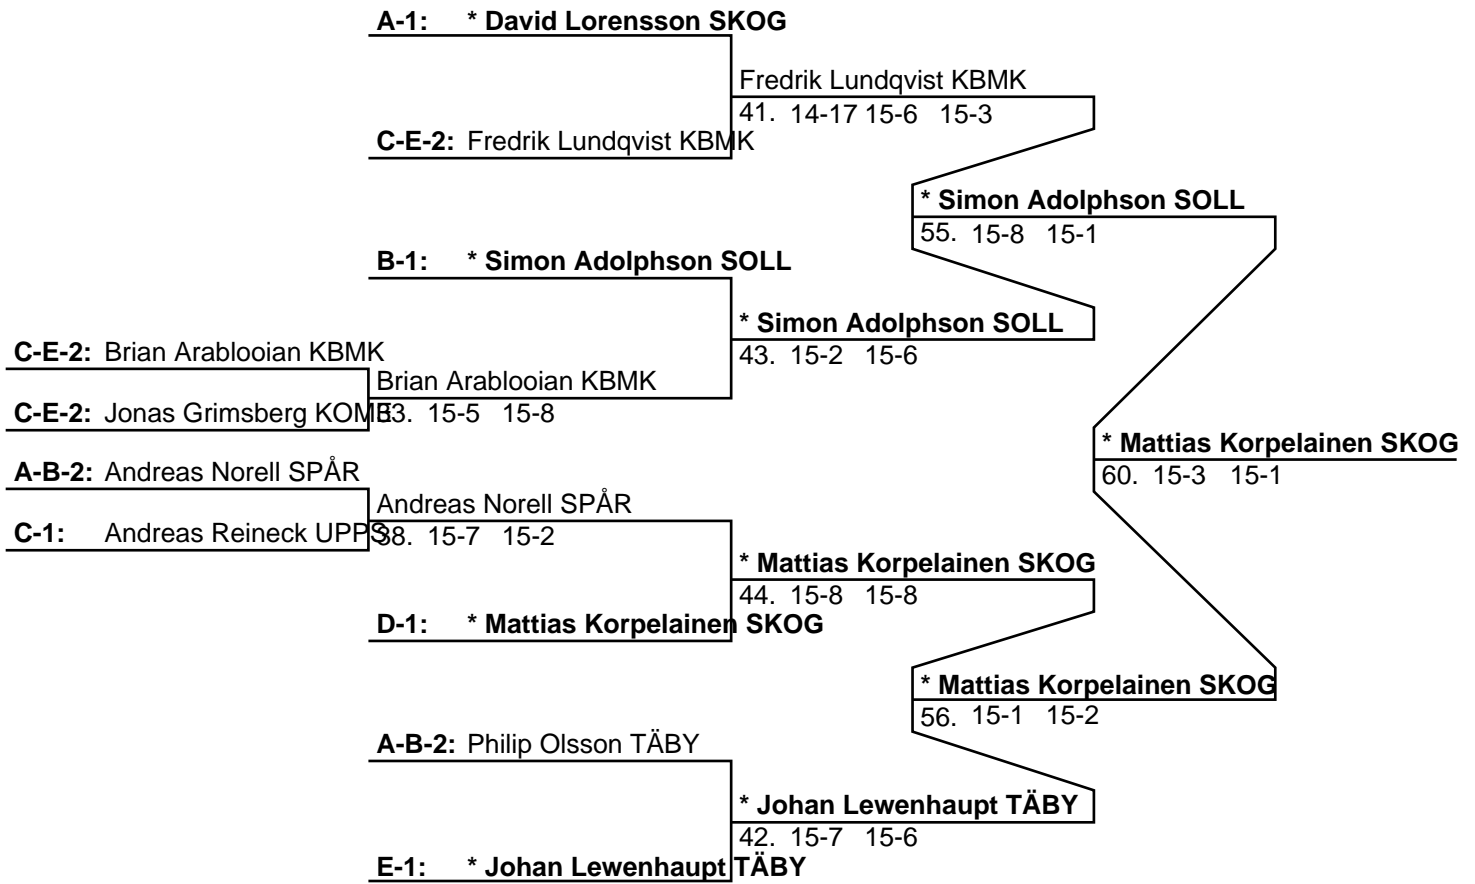 A-1: * David Lorensson SKOG
Fredrik Lundqvist KBMK
41. 14-17 15-6 15-3
C-E-2: Fredrik Lundqvist KBMK
* Simon Adolphson SOLL
55. 15-8 15-1
B-1: * Simon Adolphson SOLL
* Simon Adolphson SOLL
43. 15-2 15-6
C-E-2: Brian Arablooian KBMK
Brian Arablooian KBMK
C-E-2: Jonas Grimsberg KOME
33. 15-5 15-8
* Mattias Korpelainen SKOG
60. 15-3 15-1
A-B-2: Andreas Norell SPÅR
Andreas Norell SPÅR
C-1: Andreas Reineck UPPS
38. 15-7 15-2
* Mattias Korpelainen SKOG
44. 15-8 15-8
D-1: * Mattias Korpelainen SKOG
* Mattias Korpelainen SKOG
56. 15-1 15-2
A-B-2: Philip Olsson TÄBY
* Johan Lewenhaupt TÄBY
42. 15-7 15-6
E-1: * Johan Lewenhaupt TÄBY